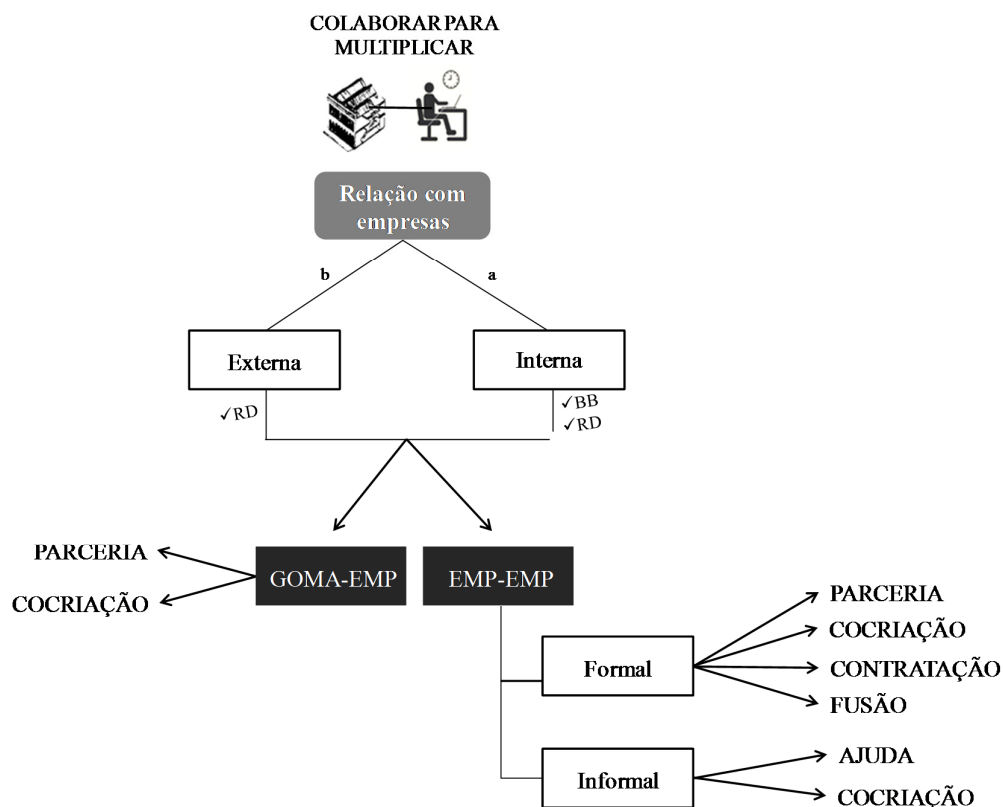 COLABORAR PARA
MULTIPLICAR
Relação com
empresas
b
a
Externa
Interna
✓RD
✓BB
✓RD
GOMA-EMP
EMP-EMP
PARCERIA
COCRIAÇÃO
Formal
PARCERIA
COCRIAÇÃO
CONTRATAÇÃO
FUSÃO
Informal
AJUDA
COCRIAÇÃO